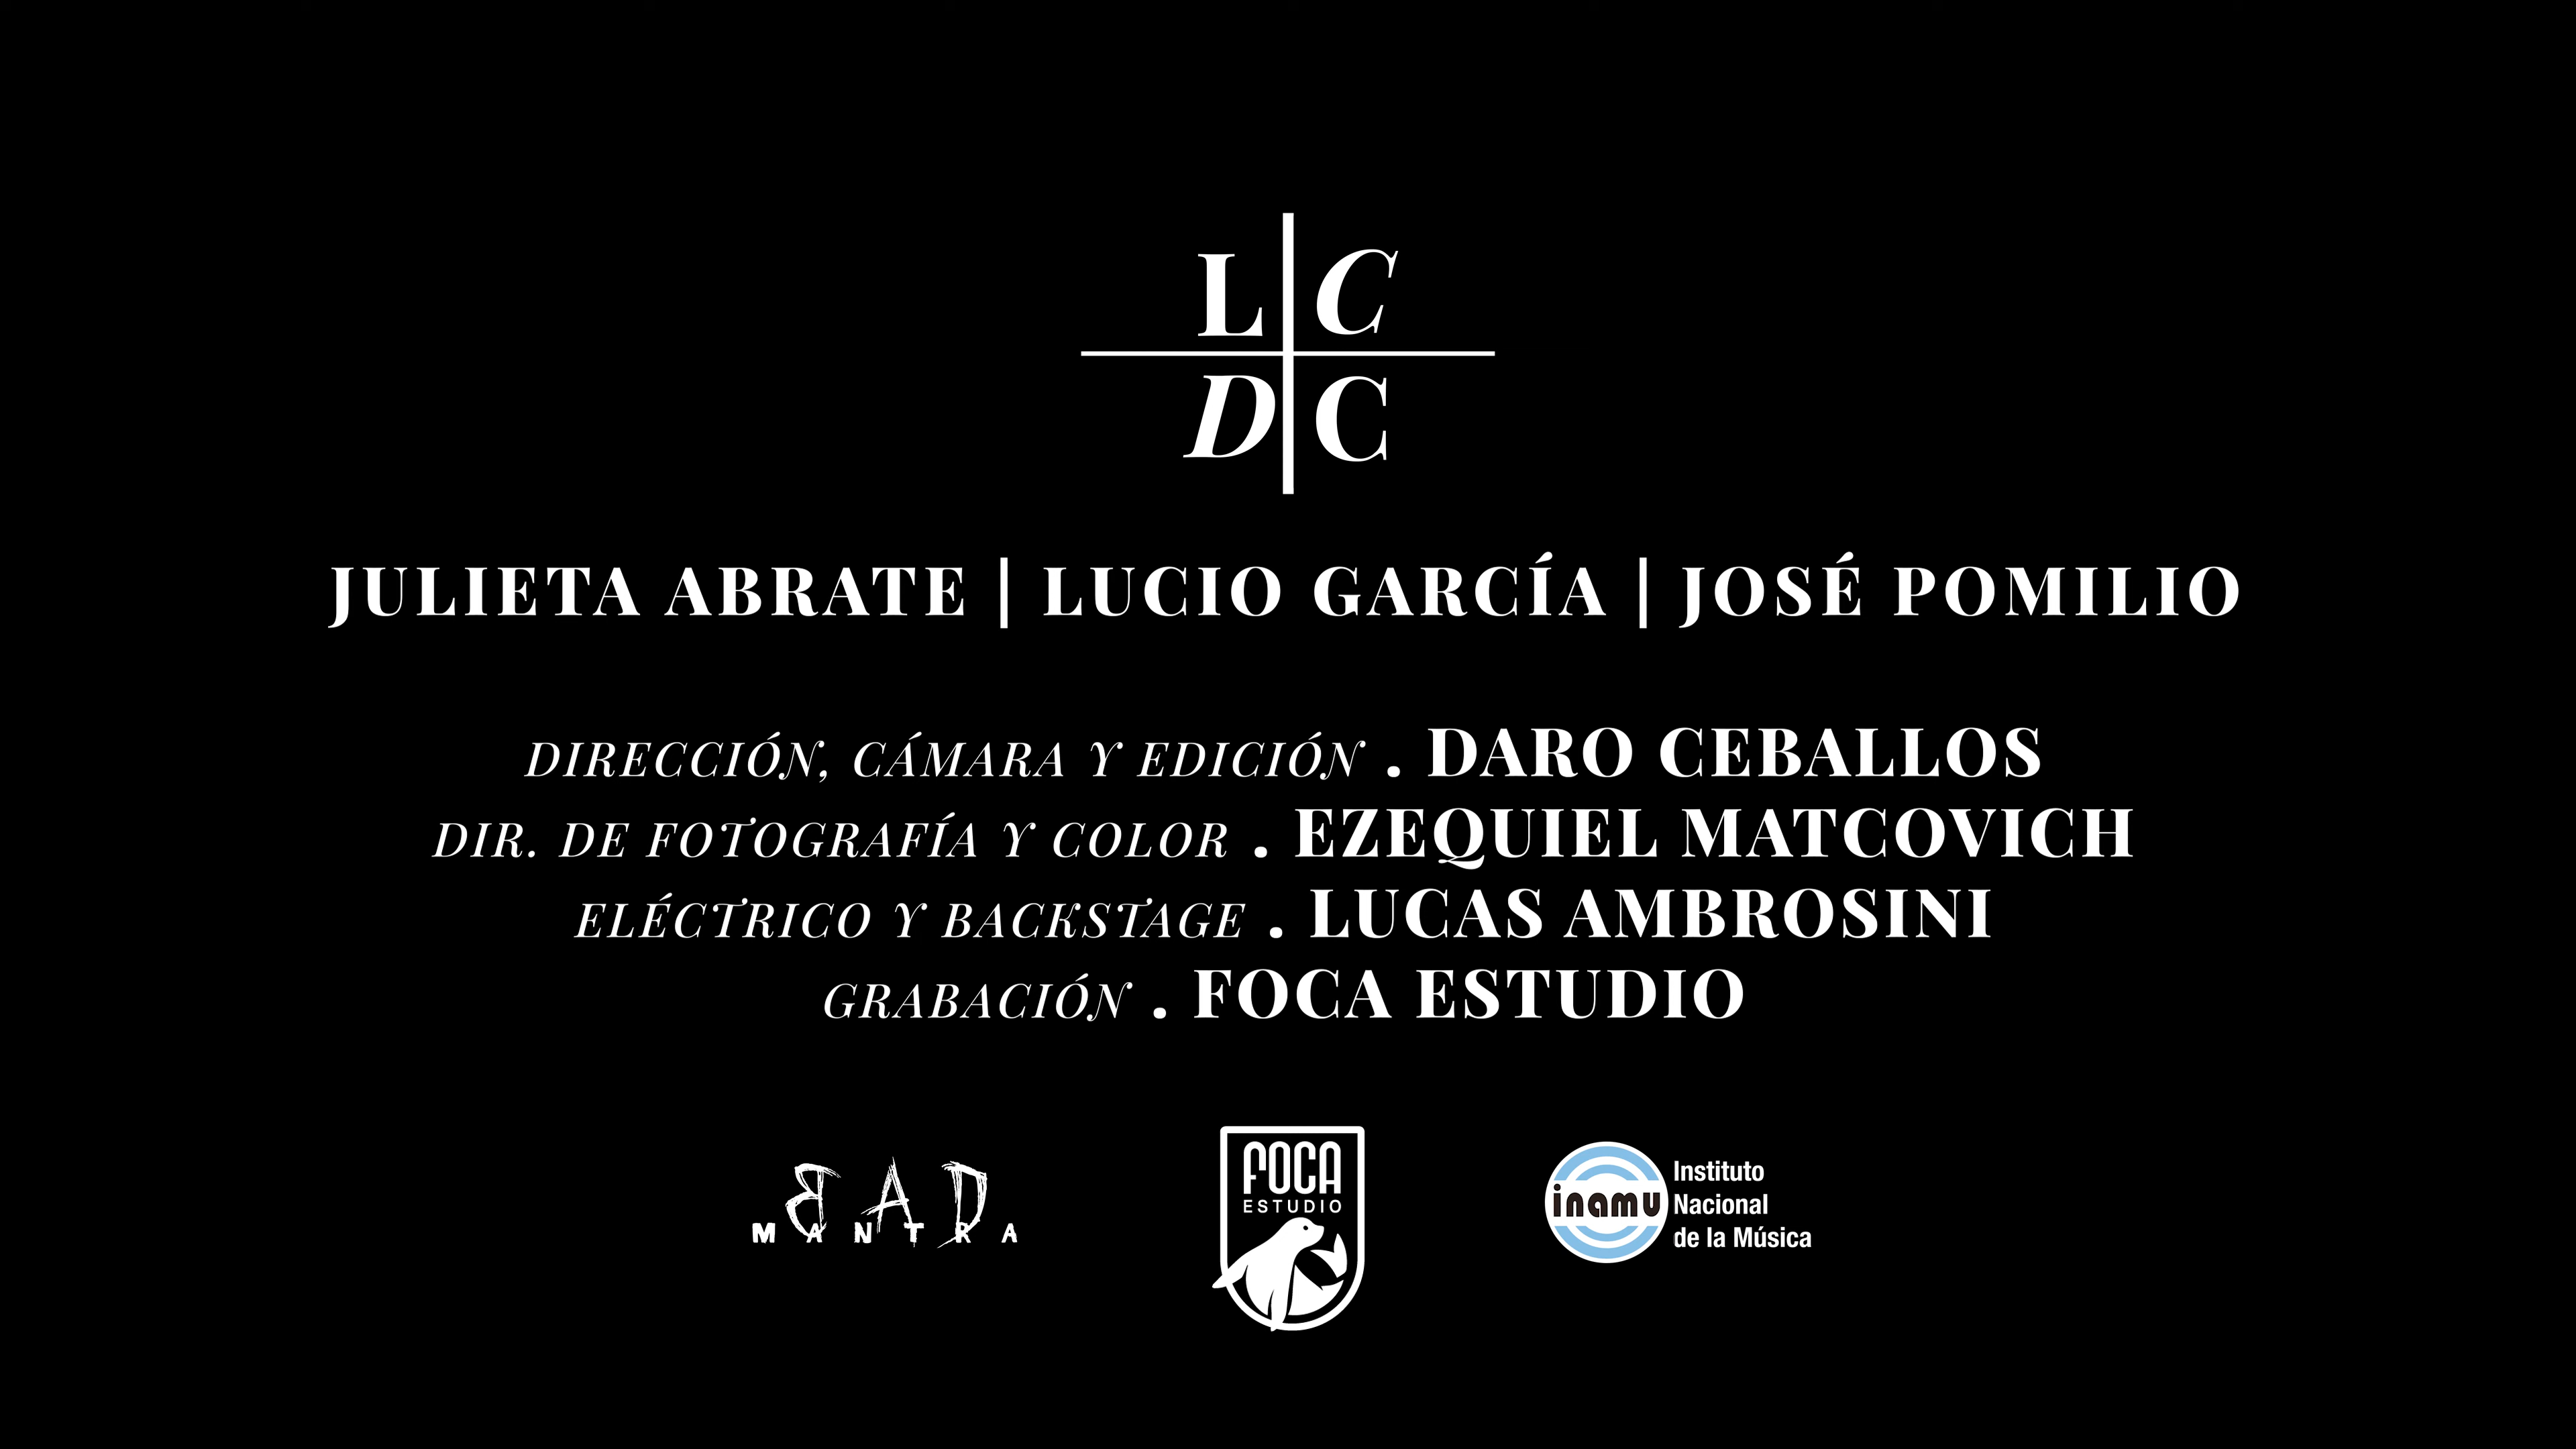 L C
D C
JULIETA ABRATE | LUCIO GARCÍA | JOSÉ POMILIO
DIRECCIÓN, CÁMARA Y EDICIÓN . DARO CEBALLOS
DIR. DE FOTOGRAFÍA Y COLOR . EZEQUIEL MATCOVICH
ELÉCTRICO Y BACKSTAGE . LUCAS AMBROSINI
GRABACIÓN . FOCA ESTUDIO
BAD
MANTRA
FOCA
ESTUDIO
inamu
Instituto
Nacional
de la Música